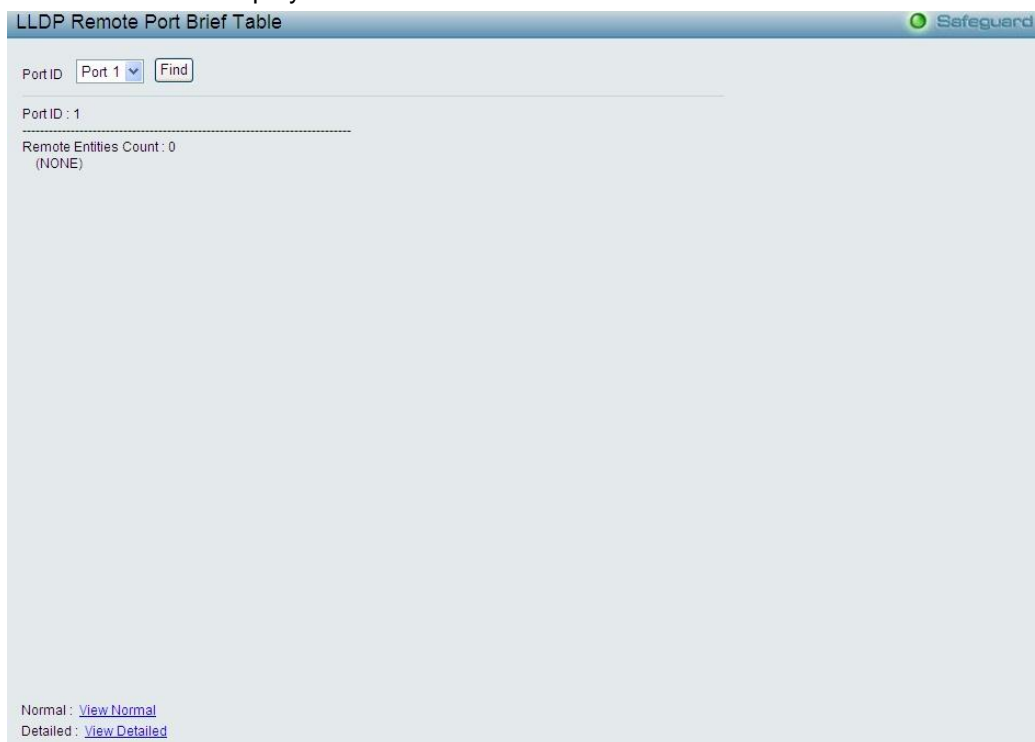 LLDP Remote Port Brief Table Safeguard
Port ID Port 1 Find
Port ID : 1
--------------------------------------------------------------------------
Remote Entities Count : 0
(NONE)
Normal : View Normal
Detailed : View Detailed